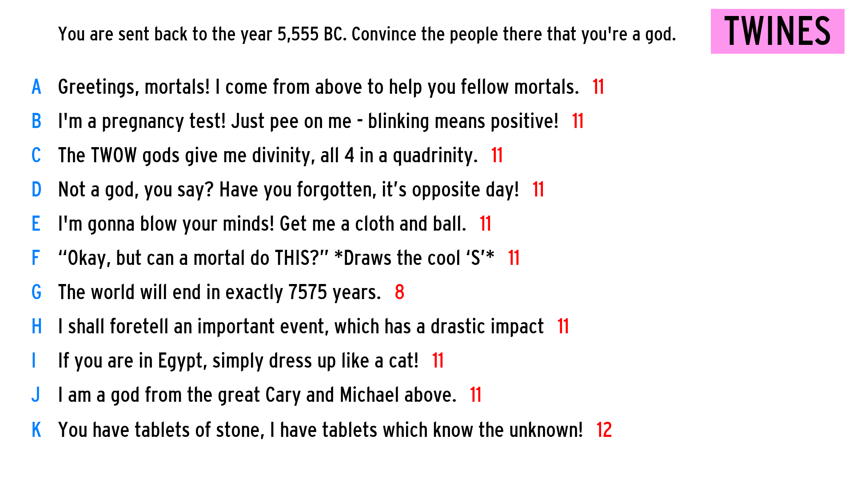 You are sent back to the year 5,555 BC. Convince the people there that you're a god. TWINES
A Greetings, mortals! I come from above to help you fellow mortals. 11
B I'm a pregnancy test! Just pee on me - blinking means positive! 11
C The TWOW gods give me divinity, all 4 in a quadrinity. 11
D Not a god, you say? Have you forgotten, it’s opposite day! 11
E I'm gonna blow your minds! Get me a cloth and ball. 11
F “Okay, but can a mortal do THIS?” *Draws the cool ‘S’* 11
G The world will end in exactly 7575 years. 8
H I shall foretell an important event, which has a drastic impact 11
I If you are in Egypt, simply dress up like a cat! 11
J I am a god from the great Cary and Michael above. 11
K You have tablets of stone, I have tablets which know the unknown! 12